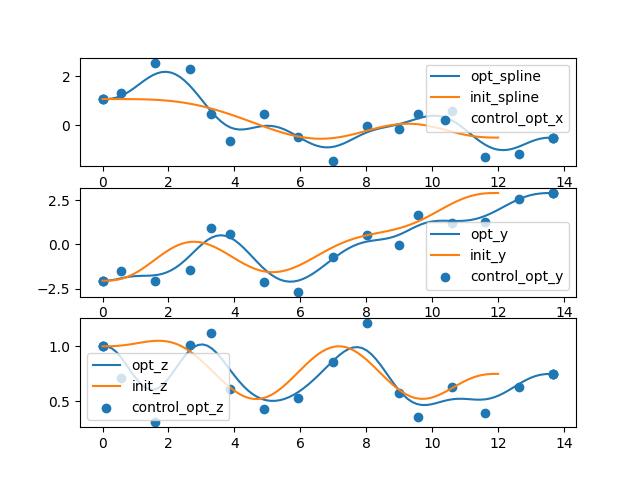 2
0
opt_spline
init_spline
control_opt_x
0 2 4 6 8 10 12 14
2.5
0.0
−2.5
opt_y
init_y
control_opt_y
0 2 4 6 8 10 12 14
1.0
0.5
opt_z
init_z
control_opt_z
0 2 4 6 8 10 12 14